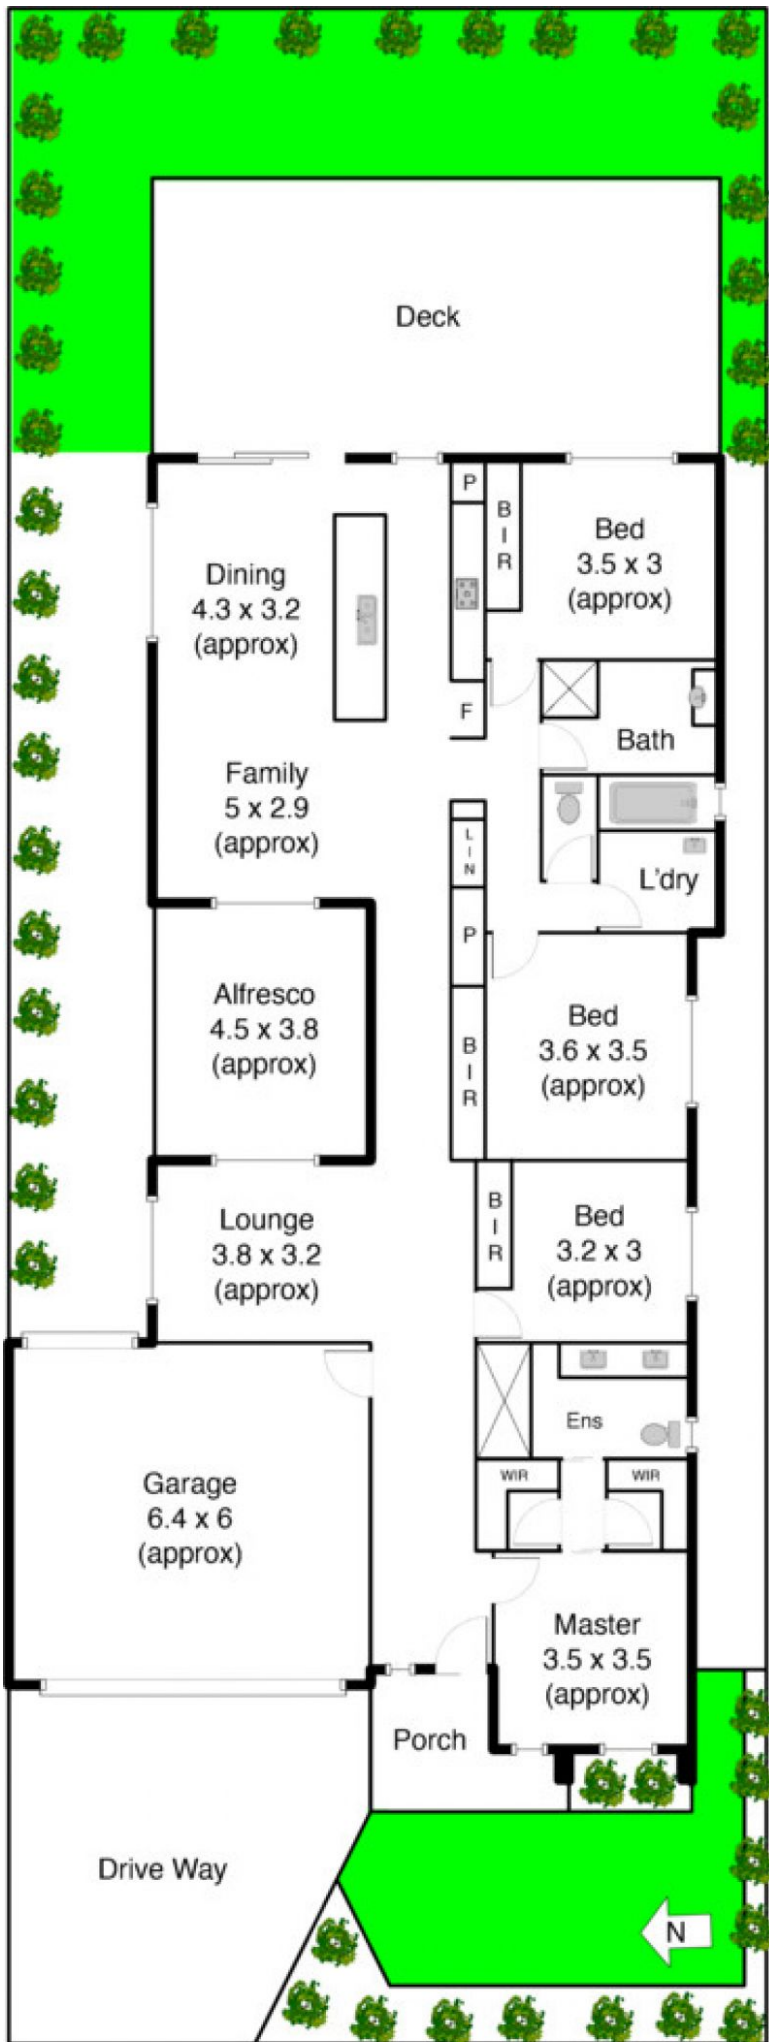 Deck
P
B
I
R
Bed
3.5 x 3
(approx)
Dining
4.3 x 3.2
(approx)
F
Bath
Family
5 x 2.9
(approx)
L
I
N
L'dry
P
Alfresco
4.5 x 3.8
(approx)
B
I
R
Bed
3.6 x 3.5
(approx)
Lounge
3.8 x 3.2
(approx)
B
I
R
Bed
3.2 x 3
(approx)
Ens
WIR
WIR
Garage
6.4 x 6
(approx)
Master
3.5 x 3.5
(approx)
Porch
Drive Way
N